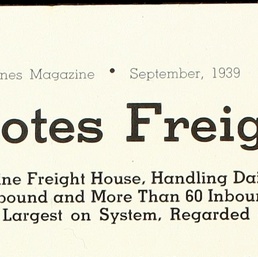 nes Magazine • September, 1939
otes Freig
ne Freight House, Handling Dai
bound and More Than 60 Inbou
Largest on System, Regarded